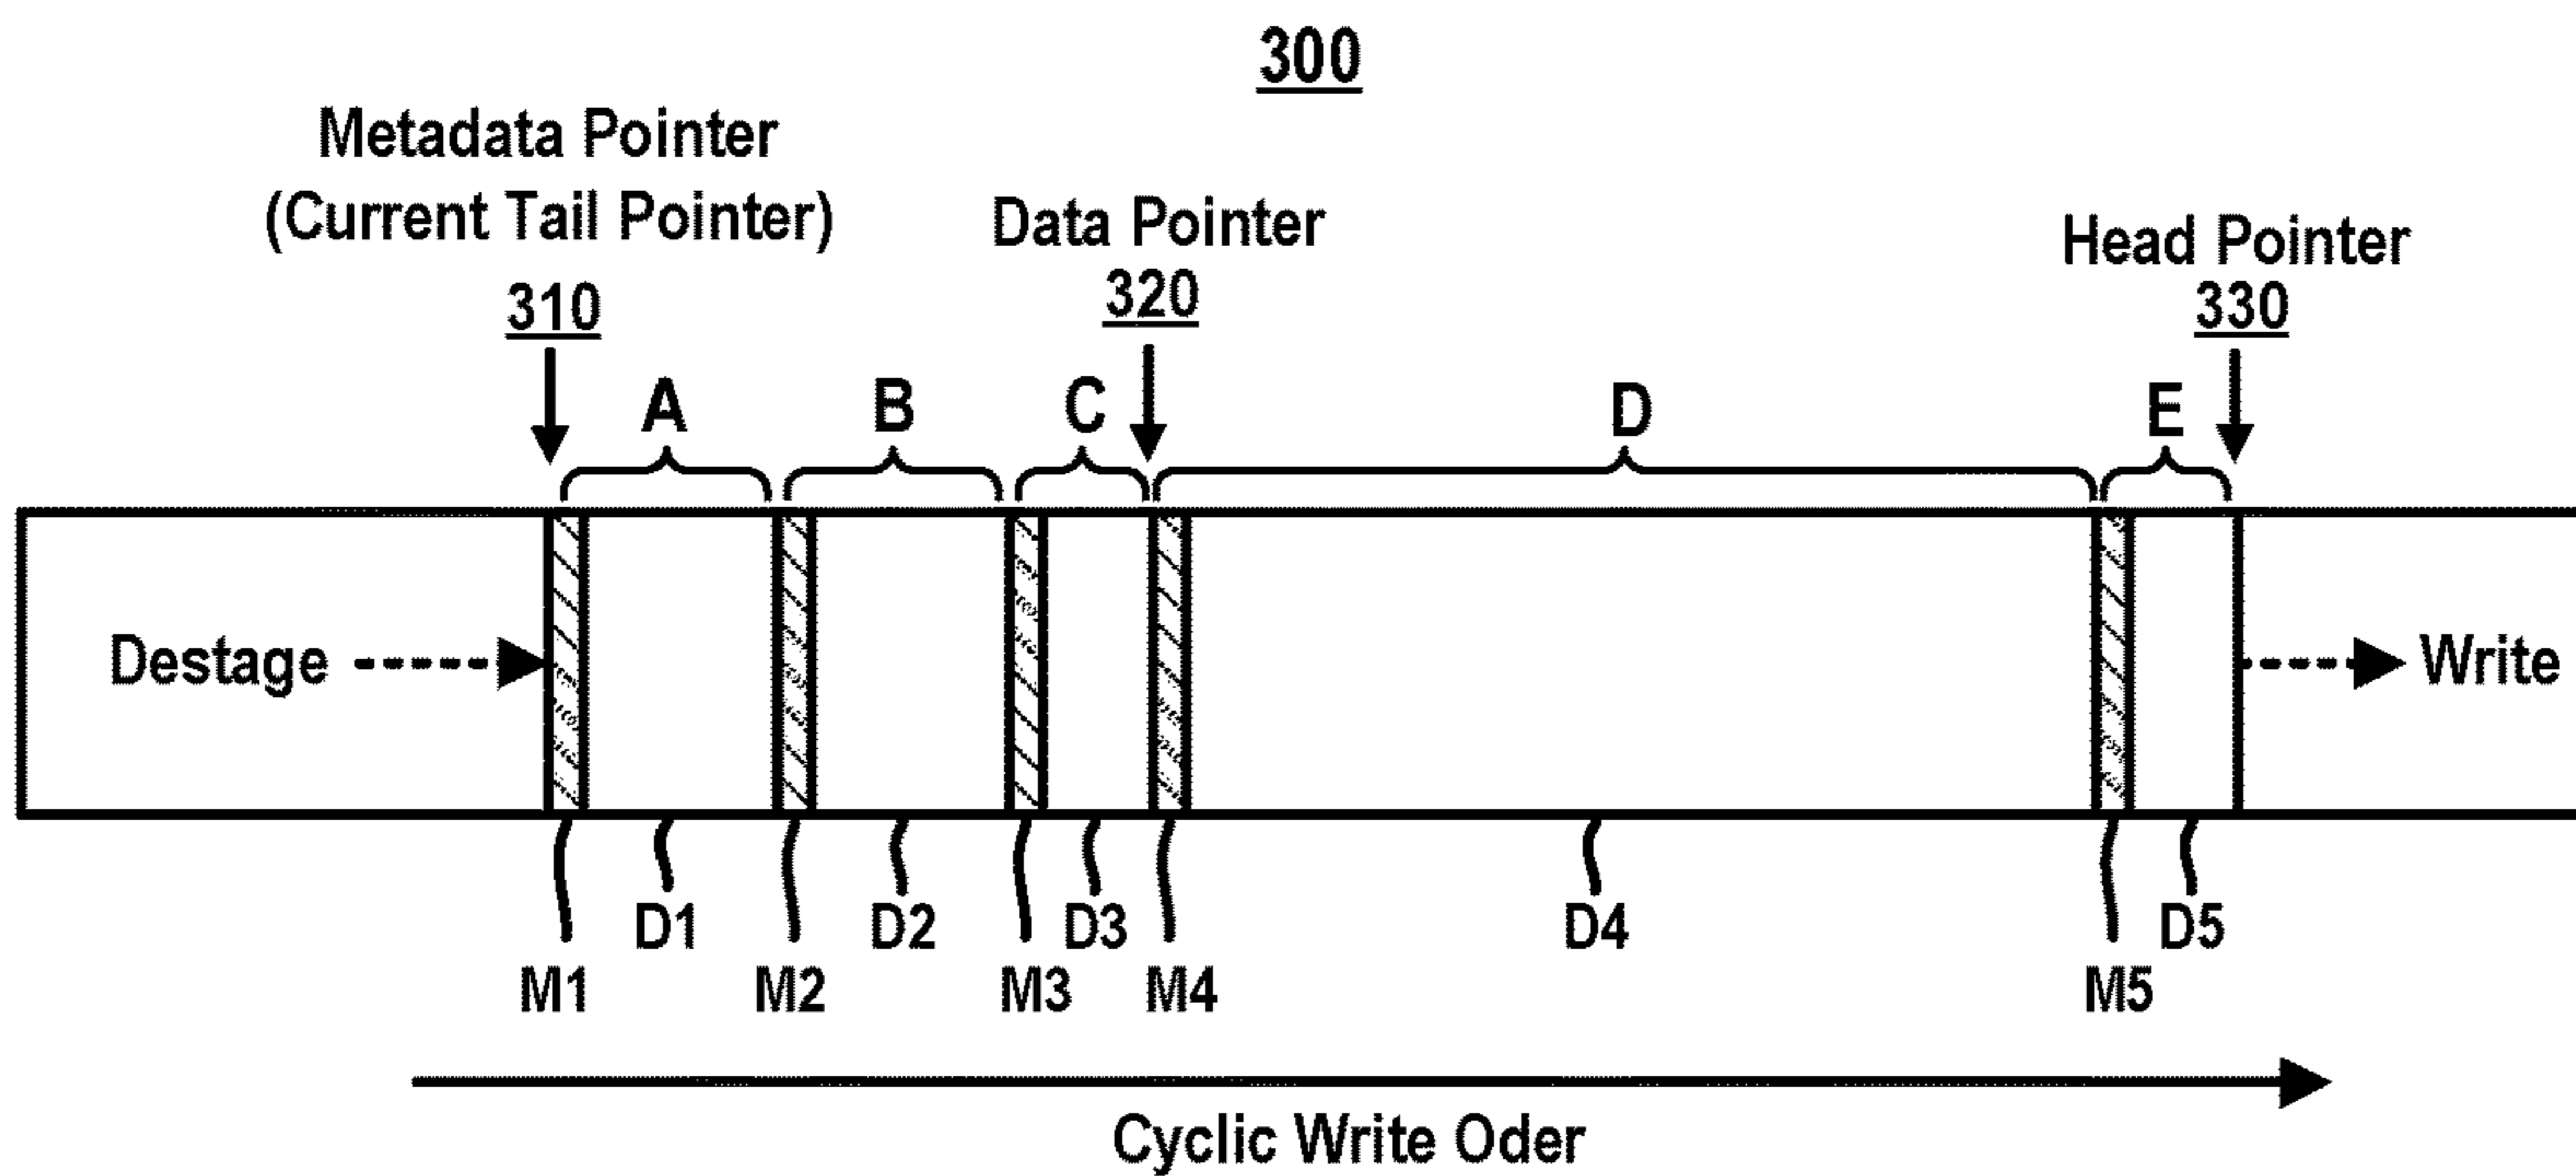 300
Metadata Pointer
(Current Tail Pointer)
310
Data Pointer
320
Head Pointer
330
A
B
C
D
E
Destage
Write
D1
D2
D3
D4
D5
M1
M2
M3
M4
M5
Cyclic Write Oder